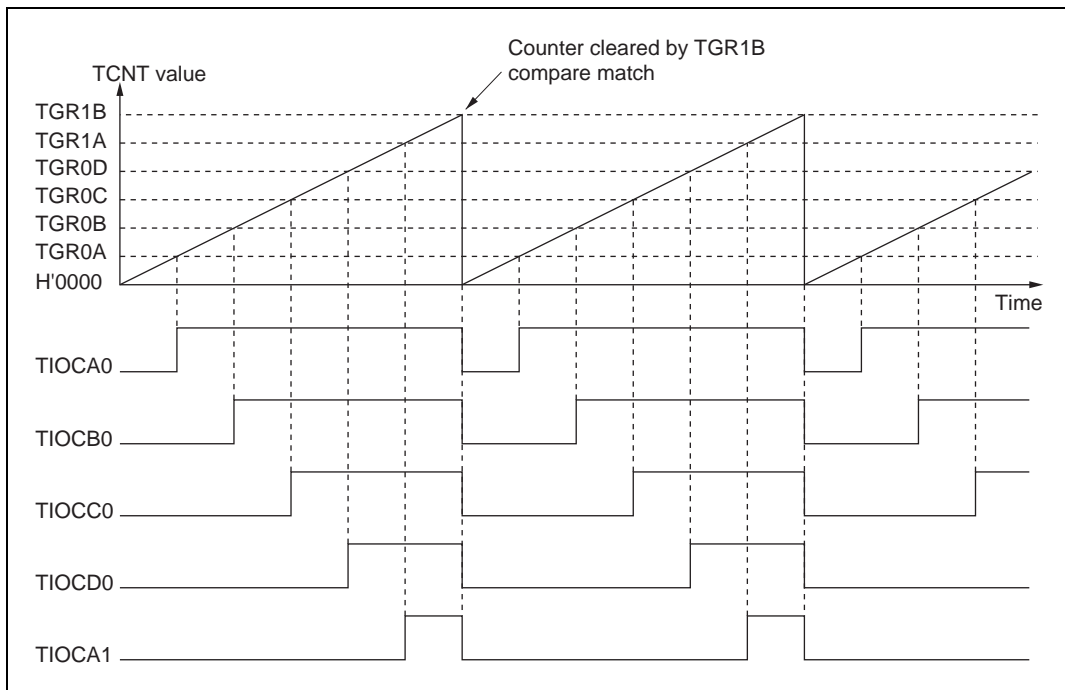 Counter cleared by TGR1B
compare match
TCNT value
TGR1B
TGR1A
TGR0D
TGR0C
TGR0B
TGR0A
H'0000
Time
TIOCA0
TIOCB0
TIOCC0
TIOCD0
TIOCA1